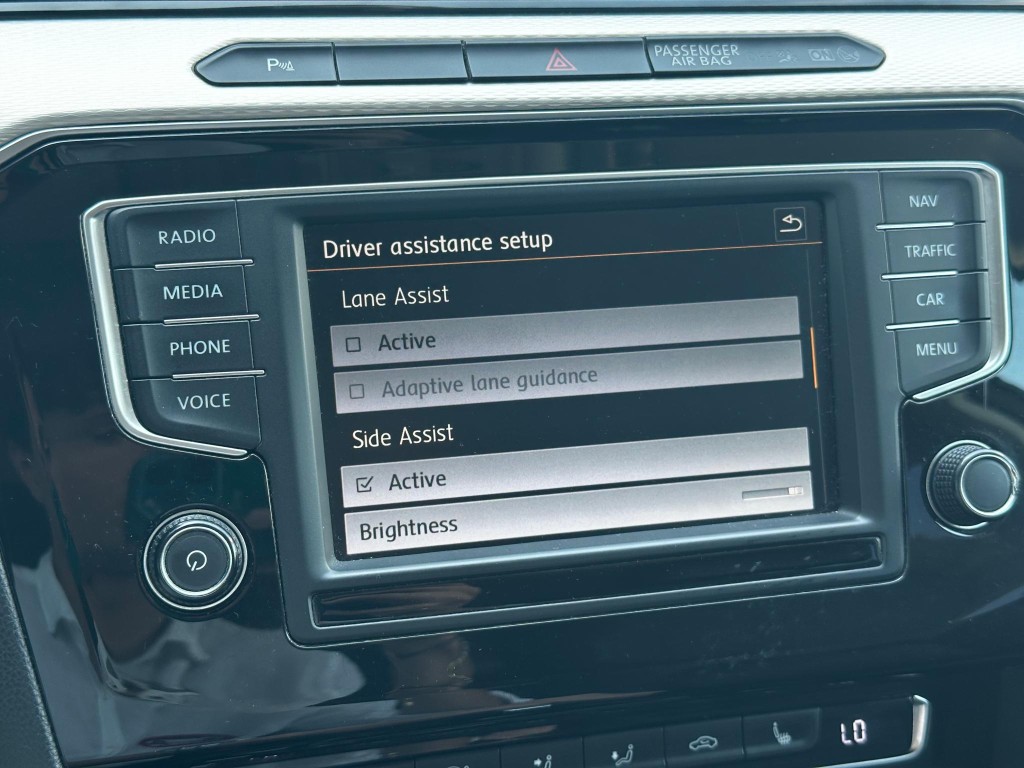 P
PASSENGER
AIR BAG
ON
RADIO
MEDIA
PHONE
VOICE
Driver assistance setup
Lane Assist
Active
Adaptive lane guidance
Side Assist
Active
Brightness
NAV
TRAFFIC
CAR
MENU
LO